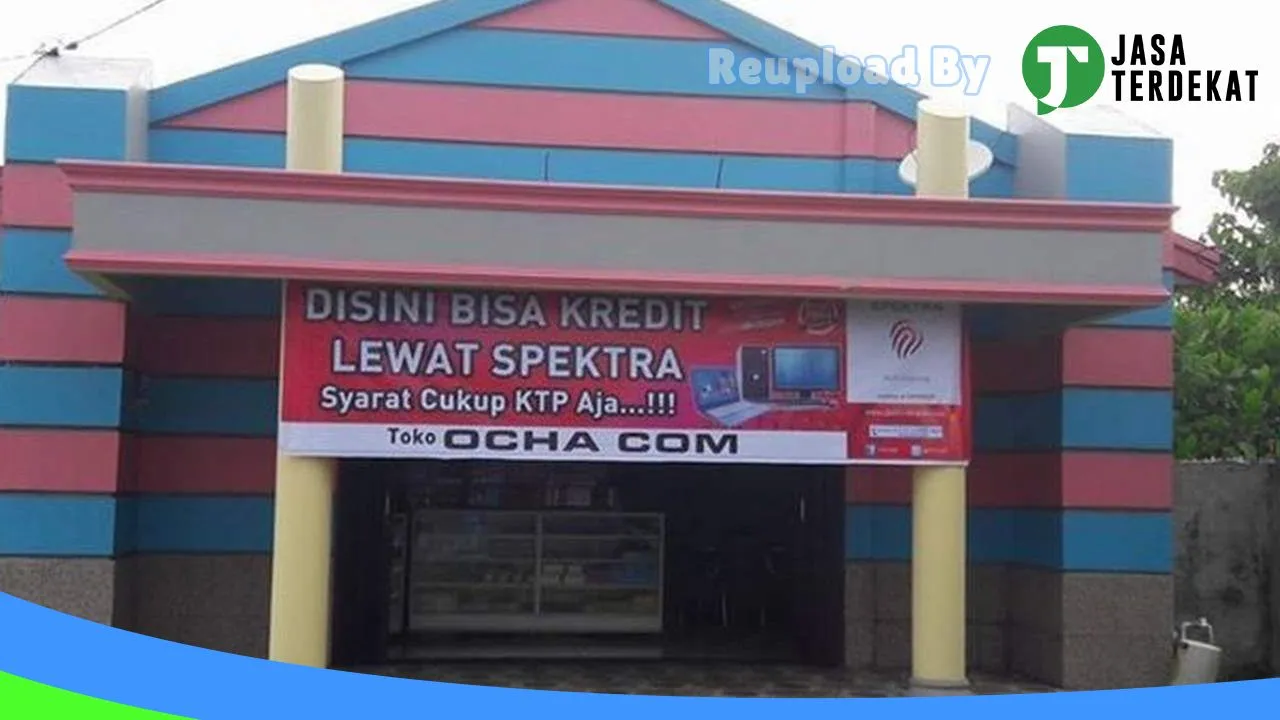 Reupload By
JASA
TERDEKAT
DISINI BISA KREDIT
LEWAT SPEKTRA
Syarat Cukup KTP Aja...!!!
Toko OCHA COM
SPEKTRA